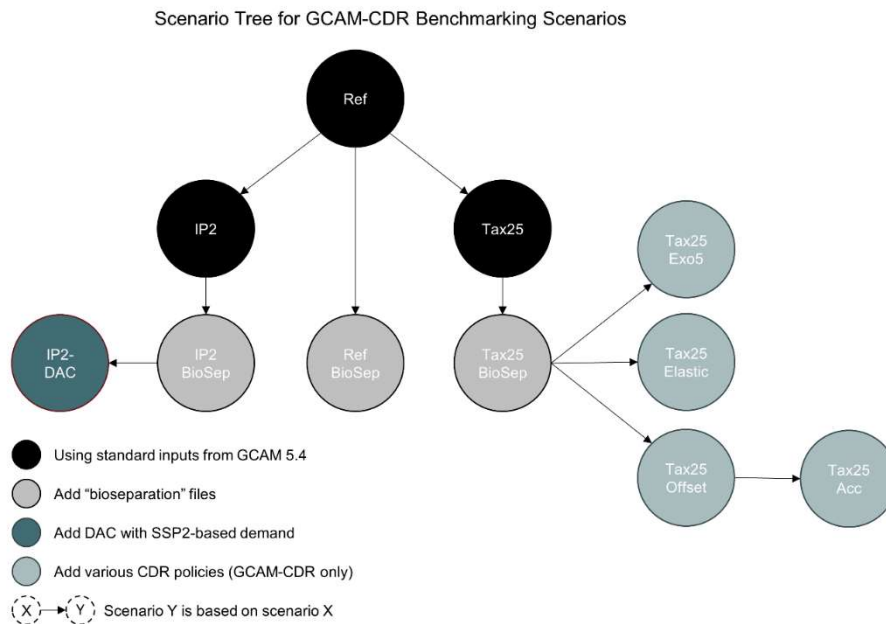 Scenario Tree for GCAM-CDR Benchmarking Scenarios
Ref
IP2
Tax25
Tax25
Exo5
IP2-
DAC
IP2
BioSep
Ref
BioSep
Tax25
BioSep
Tax25
Elastic
Tax25
Offset
Tax25
Acc
Using standard inputs from GCAM 5.4
Add "bioseparation" files
Add DAC with SSP2-based demand
Add various CDR policies (GCAM-CDR only)
X Y Scenario Y is based on scenario X